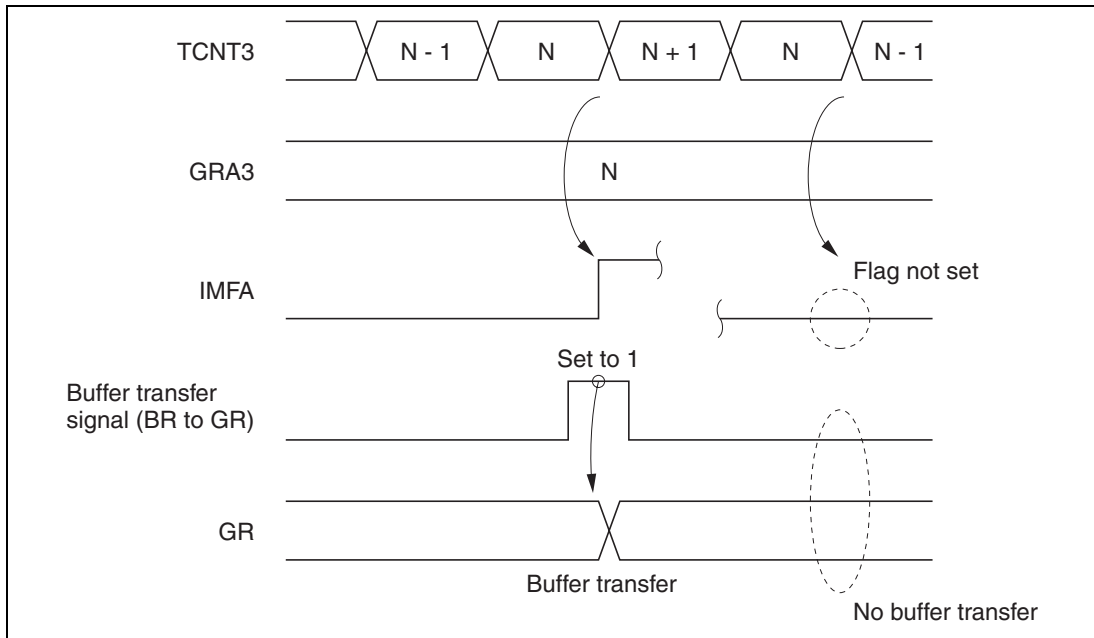 TCNT3
N - 1
N
N + 1
N
N - 1
GRA3
N
IMFA
Flag not set
Set to 1
Buffer transfer
signal (BR to GR)
GR
Buffer transfer
No buffer transfer